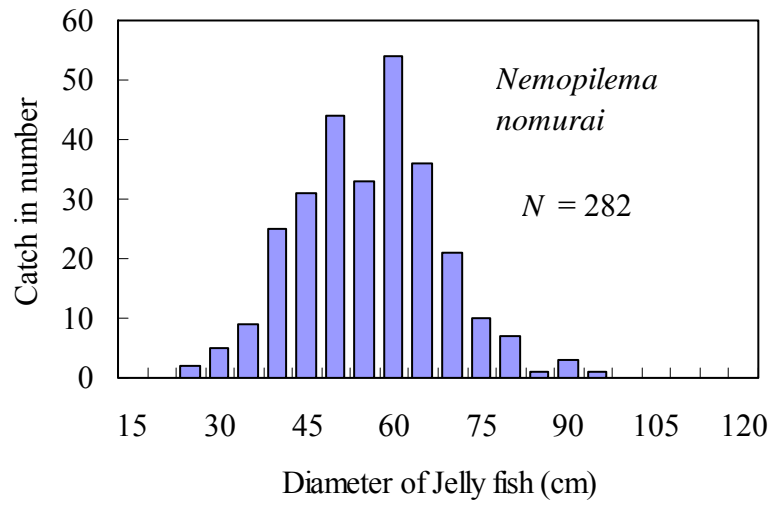 60
50
40
30
20
10
0
Catch in number
Nemopilema
nomurai
N = 282
15 30 45 60 75 90 105 120
Diameter of Jelly fish (cm)